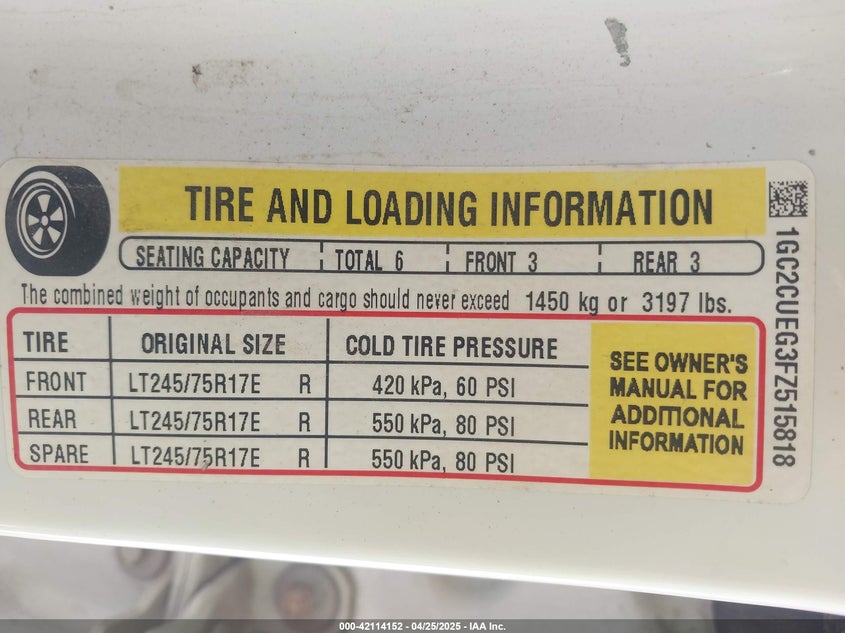 TIRE AND LOADING INFORMATION
SEATING CAPACITY TOTAL 6 FRONT 3 REAR 3
The combined weight of occupants and cargo should never exceed 1450 kg or 3197 lbs.
TIRE ORIGINAL SIZE COLD TIRE PRESSURE
FRONT LT245/75R17E R 420 kPa, 60 PSI
REAR LT245/75R17E R 550 kPa, 80 PSI
SPARE LT245/75R17E R 550 kPa, 80 PSI
SEE OWNER'S
MANUAL FOR
ADDITIONAL
INFORMATION
1GC2CUEG3FZ515818
000-42114152 - 04/25/2025 - IAA Inc.